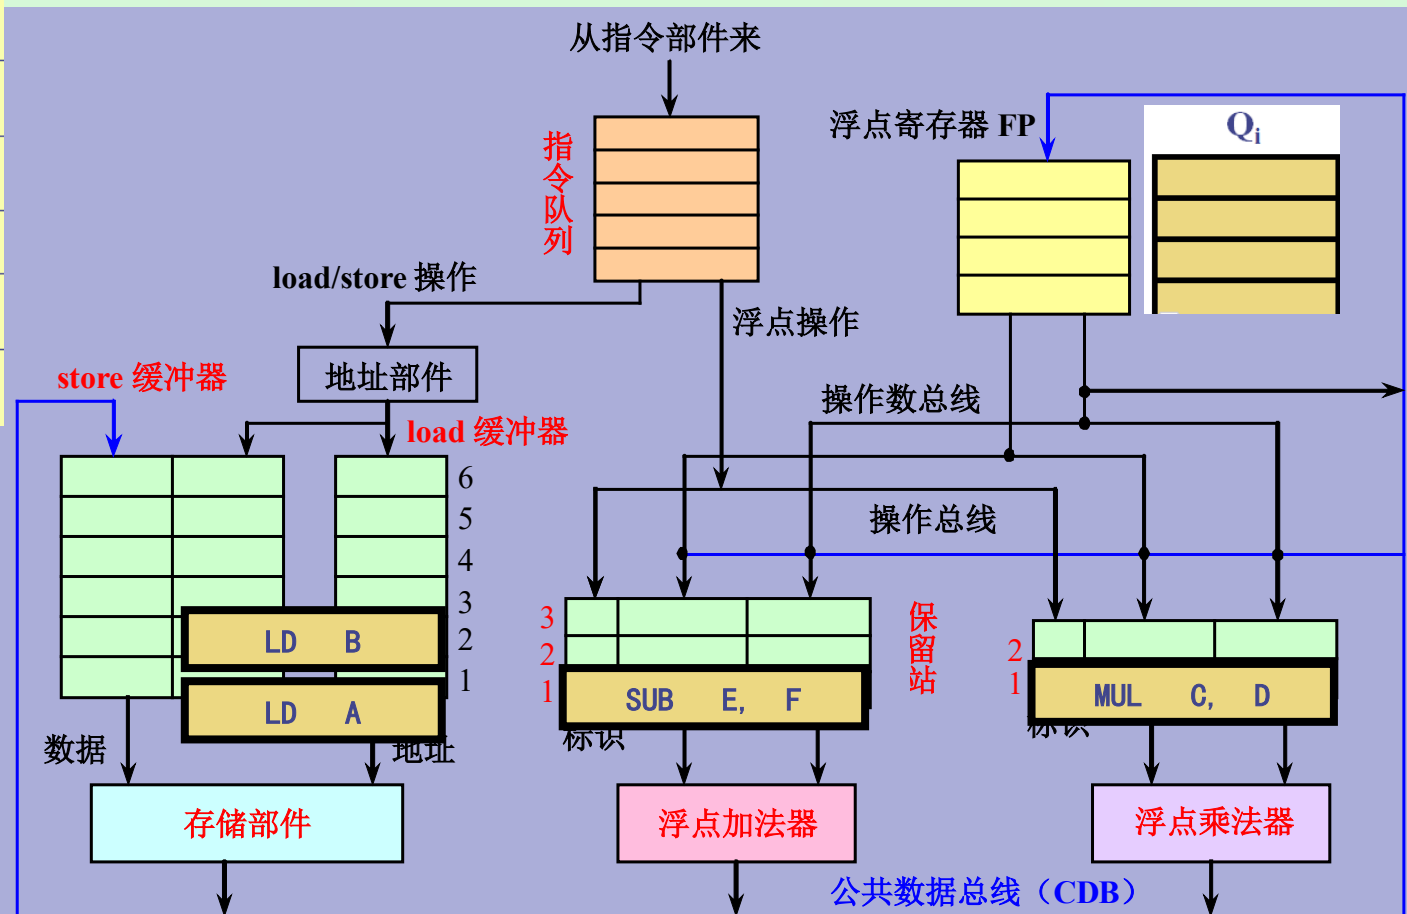 从指令部件来
浮点寄存器 FP
Qi
指令队列
load/store 操作
浮点操作
地址部件
store 缓冲器
操作数总线
load 缓冲器
6
5
4
3
2
1
操作总线
LD B
LD A
3
2
1
保留站
2
1
SUB E, F
MUL C, D
标识
标识
数据
地址
存储部件
浮点加法器
浮点乘法器
公共数据总线（CDB）